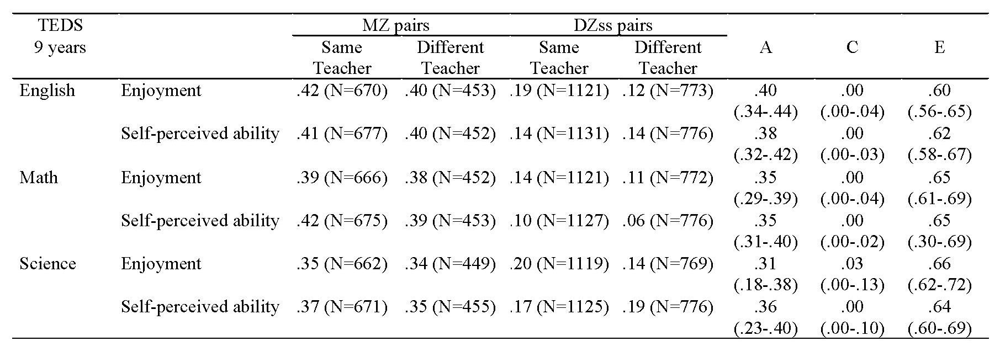 TEDS MZ pairs DZss pairs
9 years Same Different Same Different A C E
Teacher Teacher Teacher Teacher
English Enjoyment .42 (N=670) .40 (N=453) .19 (N=1121) .12 (N=773) .40 .00 .60
(.34-.44) (.00-.04) (.56-.65)
Self-perceived ability .41 (N=677) .40 (N=452) .14 (N=1131) .14 (N=776) .38 .00 .62
(.32-.42) (.00-.03) (.58-.67)
Math Enjoyment .39 (N=666) .38 (N=452) .14 (N=1121) .11 (N=772) .35 .00 .65
(.29-.39) (.00-.04) (.61-.69)
Self-perceived ability .42 (N=675) .39 (N=453) .10 (N=1127) .06 (N=776) .35 .00 .65
(.31-.40) (.00-.02) (.30-.69)
Science Enjoyment .35 (N=662) .34 (N=449) .20 (N=1119) .14 (N=769) .31 .03 .66
(.18-.38) (.00-.13) (.62-.72)
Self-perceived ability .37 (N=671) .35 (N=455) .17 (N=1125) .19 (N=776) .36 .00 .64
(.23-.40) (.00-.10) (.60-.69)